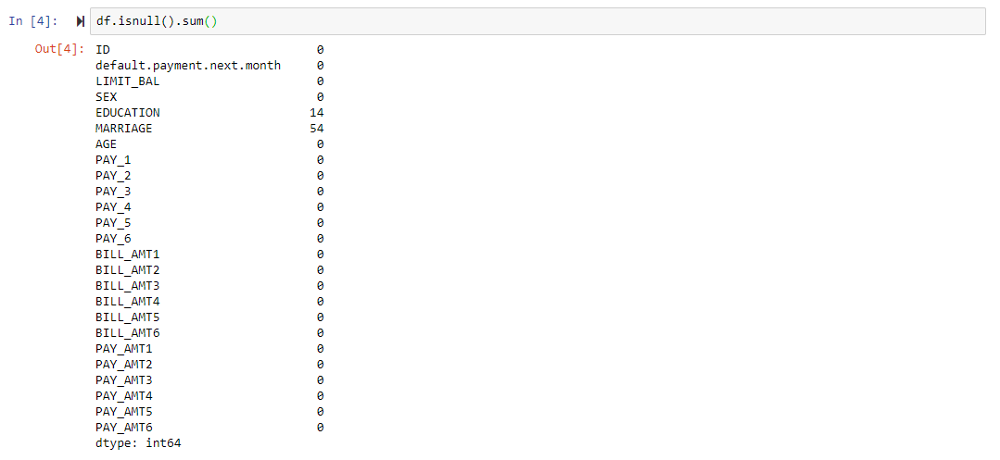 In [4]: df.isnull().sum()
Out[4]: ID 0
default.payment.next.month 0
LIMIT_BAL 0
SEX 0
EDUCATION 14
MARRIAGE 54
AGE 0
PAY_1 0
PAY_2 0
PAY_3 0
PAY_4 0
PAY_5 0
PAY_6 0
BILL_AMT1 0
BILL_AMT2 0
BILL_AMT3 0
BILL_AMT4 0
BILL_AMT5 0
BILL_AMT6 0
PAY_AMT1 0
PAY_AMT2 0
PAY_AMT3 0
PAY_AMT4 0
PAY_AMT5 0
PAY_AMT6 0
dtype: int64